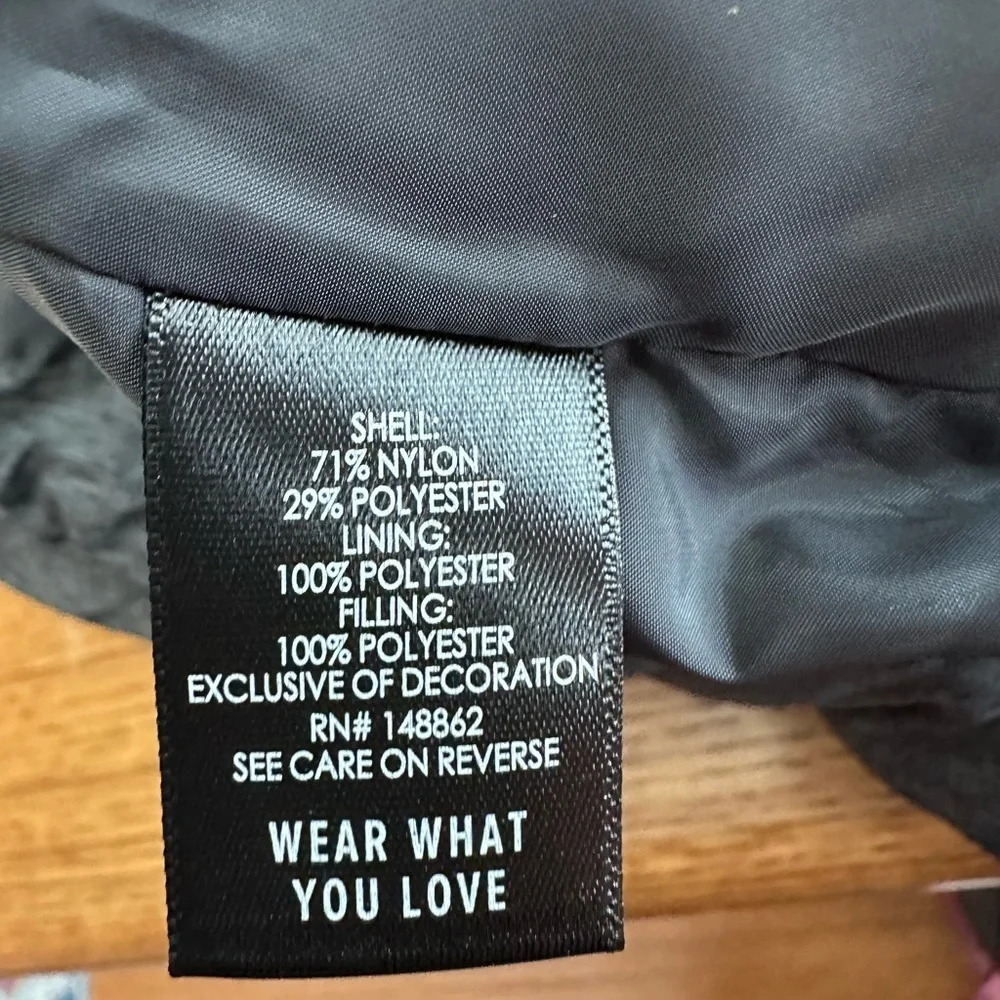 SHELL:
71% NYLON
29% POLYESTER
LINING:
100% POLYESTER
FILLING:
100% POLYESTER
EXCLUSIVE OF DECORATION
RN# 148862
SEE CARE ON REVERSE
WEAR WHAT
YOU LOVE